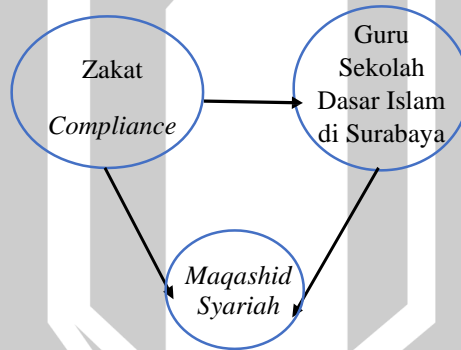 Zakat
Compliance
Guru
Sekolah
Dasar Islam
di Surabaya
Maqashid
Syariah